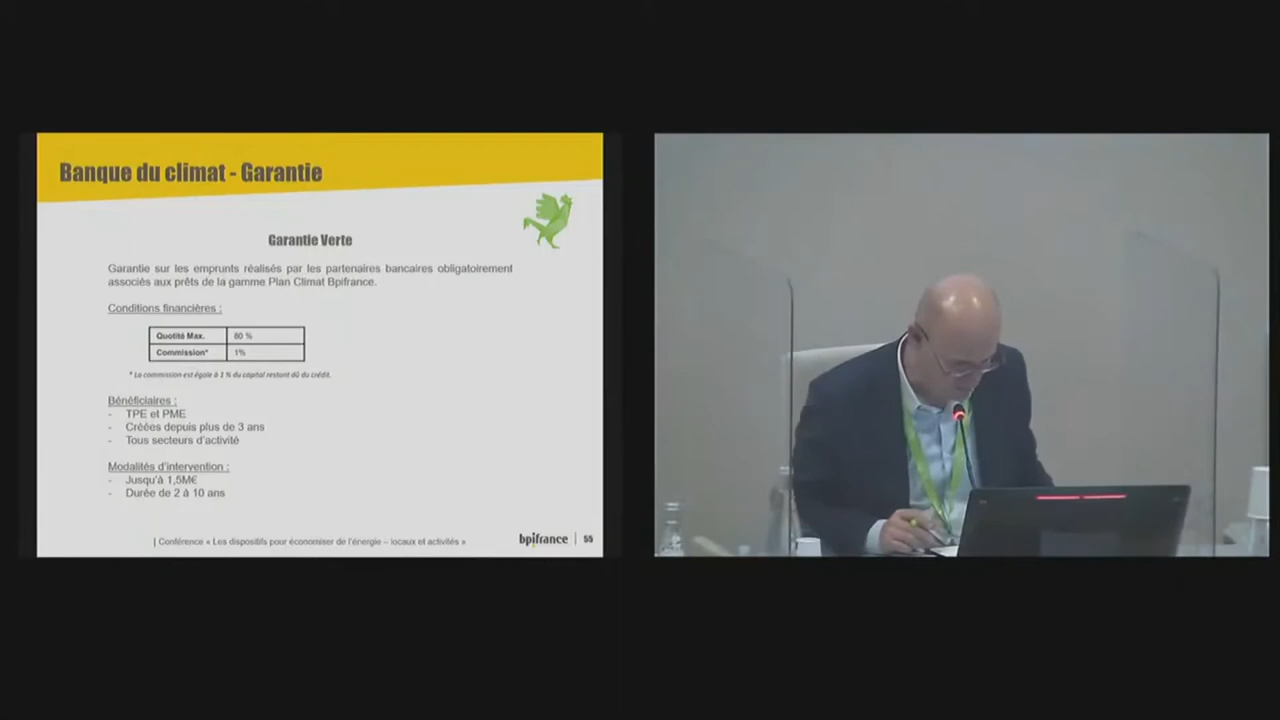 Banque du climat - Garantie
Garantie Verte
Garantie sur les emprunts réalisés par les partenaires bancaires obligatoirement
associés aux prêts de la gamme Plan Climat Bpifrance.
Conditions financières :
Quotité Max. 80 %
Commission* 1%
* La commission est égale à 1 % du capital restant dû du crédit.
Bénéficiaires :
- TPE et PME
- Créées depuis plus de 3 ans
- Tous secteurs d'activité
Modalités d'intervention :
- Jusqu'à 1,5M€
- Durée de 2 à 10 ans
| Conférence « Les dispositifs pour économiser de l'énergie – locaux et activités »
bpifrance | 55